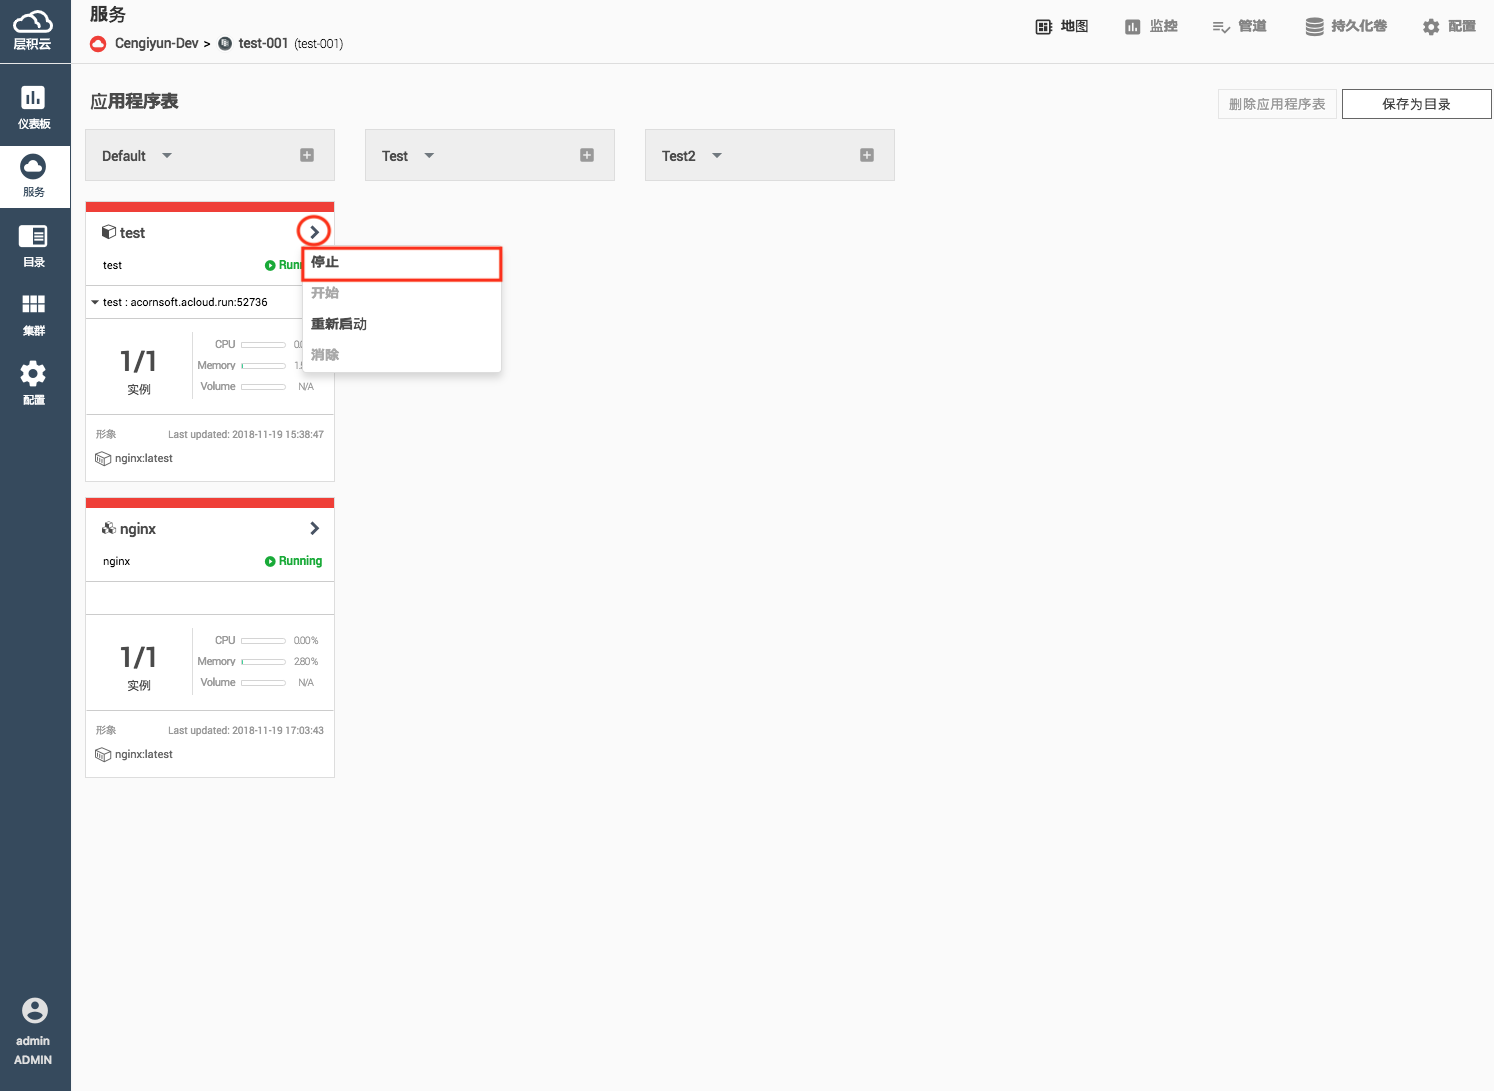 层积云
服务
Cengiyun-Dev > test-001 (test-001)
地图
监控
管道
持久化卷
配置
仪表板
服务
目录
集群
配置
admin
ADMIN
应用程序表
删除应用程序表
保存为目录
Default
Test
Test2
test
test
停止
开始
重新启动
消除
test : acornsoft.acloud.run:52736
1/1
实例
CPU
Memory
Volume N/A
形象 Last updated: 2018-11-19 15:38:47
nginx:latest
nginx
nginx Running
1/1
实例
CPU 0.00%
Memory 2.80%
Volume N/A
形象 Last updated: 2018-11-19 17:03:43
nginx:latest